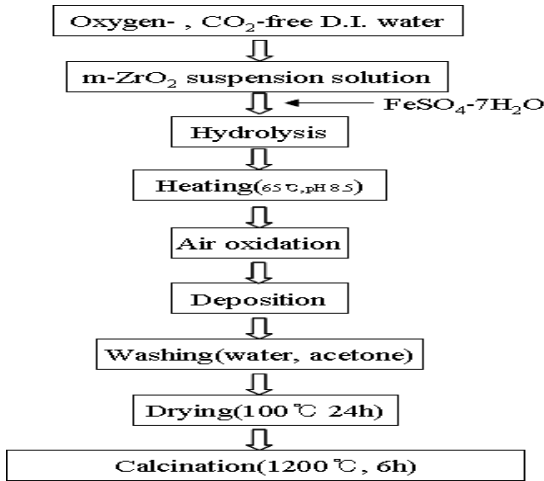 Oxygen- , CO₂-free D.I. water
m-ZrO₂ suspension solution
FeSO₄-7H₂O
Hydrolysis
Heating(65℃,pH 8.5)
Air oxidation
Deposition
Washing(water, acetone)
Drying(100℃ 24h)
Calcination(1200℃, 6h)